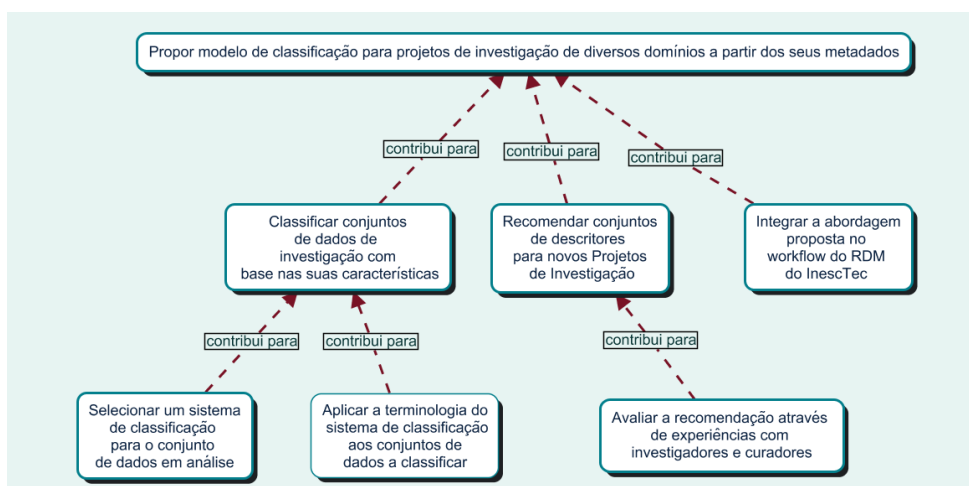 Propor modelo de classificação para projetos de investigação de diversos domínios a partir dos seus metadados
contribui para
contribui para
contribui para
Classificar conjuntos
de dados de
investigação com
base nas suas características
Recomendar conjuntos
de descritores
para novos Projetos
de Investigação
Integrar a abordagem
proposta no
workflow do RDM
do InescTec
contribui para
contribui para
contribui para
Selecionar um sistema
de classificação
para o conjunto
de dados em análise
Aplicar a terminologia do
sistema de classificação
aos conjuntos de
dados a classificar
Avaliar a recomendação através
de experiências com
investigadores e curadores